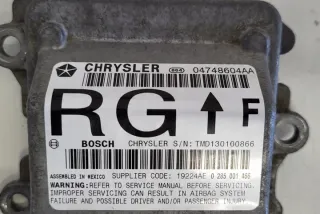 CHRYSLER 04748604AA
RG F
BOSCH CHRYSLER S/N: TMD130160866
ASSEMBLED IN MEXICO SUPPLIER CODE: 19224AE 0 285 001 456
WARNING: REFER TO SERVICE MANUAL BEFORE SERVICING
IMPROPER SERVICING CAN RESULT IN AIRBAG SYSTEM
FAILURE AND POSSIBLE DRIVER AND/OR PASSENGER INJURY